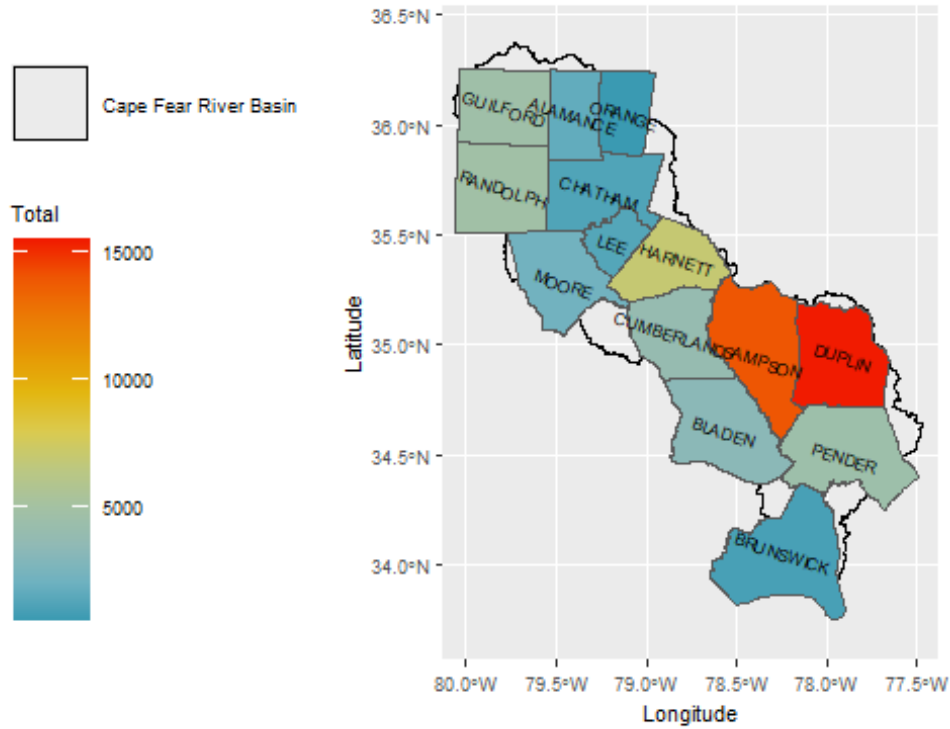 Cape Fear River Basin
Total
15000
10000
5000
Latitude
36.5°N
36.0°N
35.5°N
35.0°N
34.5°N
34.0°N
GUILFORD
ALAMANCE
ORANGE
RANDOLPH
CHATHAM
LEE
HARNETT
MOORE
CUMBERLAND
SAMPSON
DUPLIN
BLADEN
PENDER
BRUNSWICK
80.0°W
79.5°W
79.0°W
78.5°W
78.0°W
77.5°W
Longitude